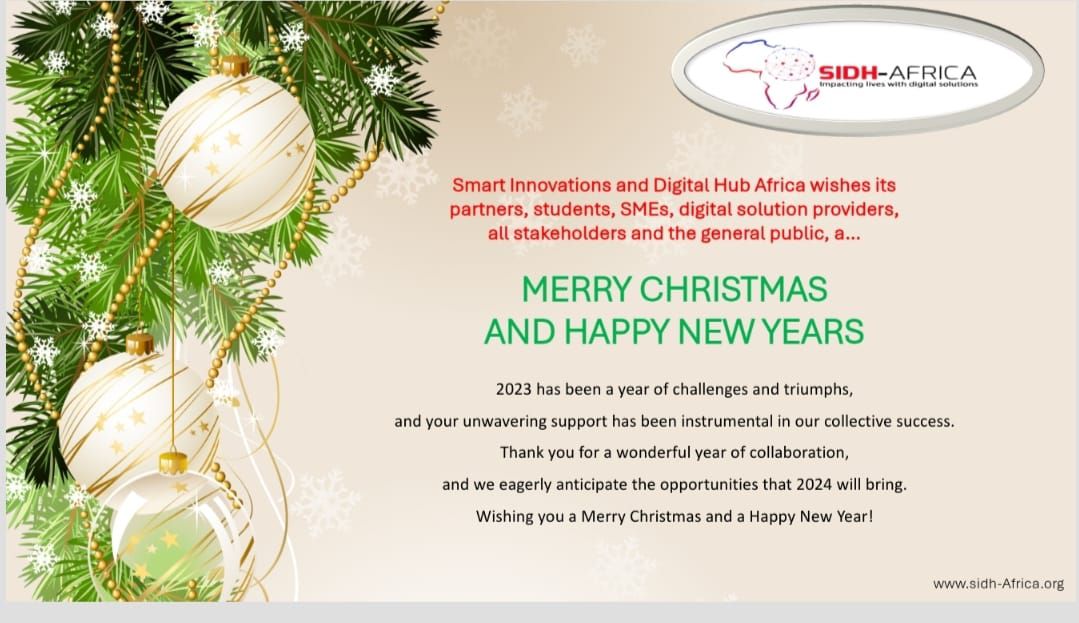 SIDH-AFRICA
Impacting lives with digital solutions
Smart Innovations and Digital Hub Africa wishes its
partners, students, SMEs, digital solution providers,
all stakeholders and the general public, a...
MERRY CHRISTMAS
AND HAPPY NEW YEARS
2023 has been a year of challenges and triumphs,
and your unwavering support has been instrumental in our collective success.
Thank you for a wonderful year of collaboration,
and we eagerly anticipate the opportunities that 2024 will bring.
Wishing you a Merry Christmas and a Happy New Year!
www.sidh-Africa.org